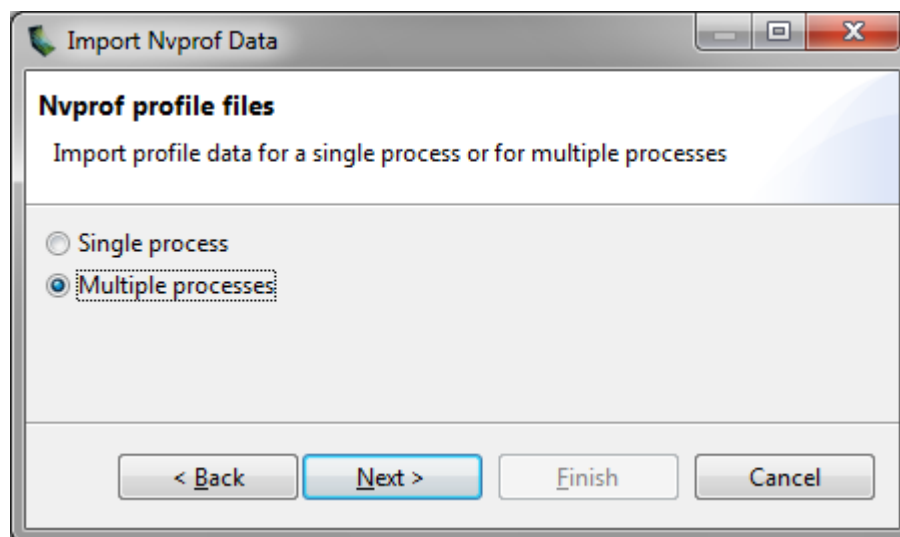 Import Nvprof Data
Nvprof profile files
Import profile data for a single process or for multiple processes
Single process
Multiple processes
< Back Next > Finish Cancel